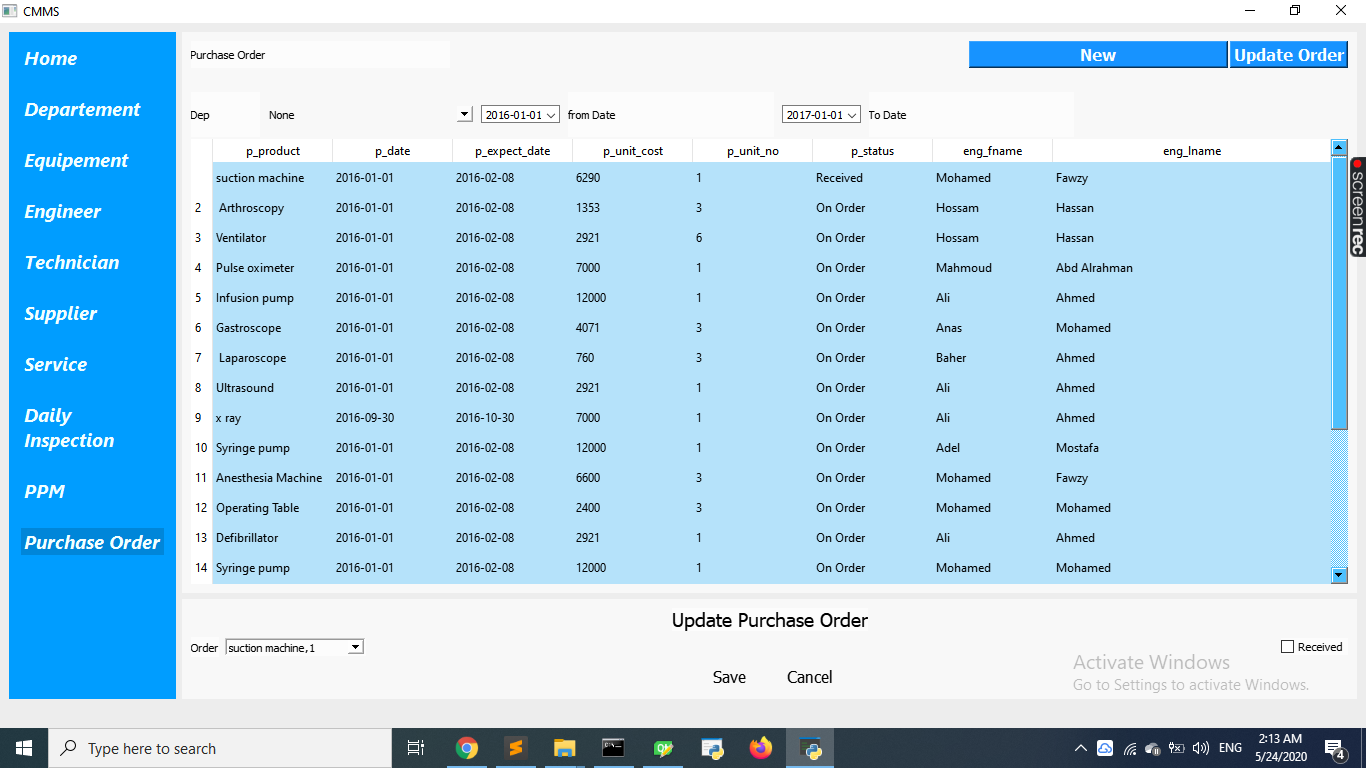 CMMS
Home
Departement
Equipement
Engineer
Technician
Supplier
Service
Daily
Inspection
PPM
Purchase Order
Purchase Order
New
Update Order
Dep None 2016-01-01 from Date 2017-01-01 To Date
p_product p_date p_expect_date p_unit_cost p_unit_no p_status eng_fname eng_lname
suction machine 2016-01-01 2016-02-08 6290 1 Received Mohamed Fawzy
2 Arthroscopy 2016-01-01 2016-02-08 1353 3 On Order Hossam Hassan
3 Ventilator 2016-01-01 2016-02-08 2921 6 On Order Hossam Hassan
4 Pulse oximeter 2016-01-01 2016-02-08 7000 1 On Order Mahmoud Abd Alrahman
5 Infusion pump 2016-01-01 2016-02-08 12000 1 On Order Ali Ahmed
6 Gastroscope 2016-01-01 2016-02-08 4071 3 On Order Anas Mohamed
7 Laparoscope 2016-01-01 2016-02-08 760 3 On Order Baher Ahmed
8 Ultrasound 2016-01-01 2016-02-08 2921 1 On Order Ali Ahmed
9 x ray 2016-09-30 2016-10-30 7000 1 On Order Ali Ahmed
10 Syringe pump 2016-01-01 2016-02-08 12000 1 On Order Adel Mostafa
11 Anesthesia Machine 2016-01-01 2016-02-08 6600 3 On Order Mohamed Fawzy
12 Operating Table 2016-01-01 2016-02-08 2400 3 On Order Mohamed Mohamed
13 Defibrillator 2016-01-01 2016-02-08 2921 1 On Order Ali Ahmed
14 Syringe pump 2016-01-01 2016-02-08 12000 1 On Order Mohamed Mohamed
screenrec
Update Purchase Order
Order suction machine,1 Received
Save Cancel
Activate Windows
Go to Settings to activate Windows.
Type here to search
ENG
2:13 AM
5/24/2020
4